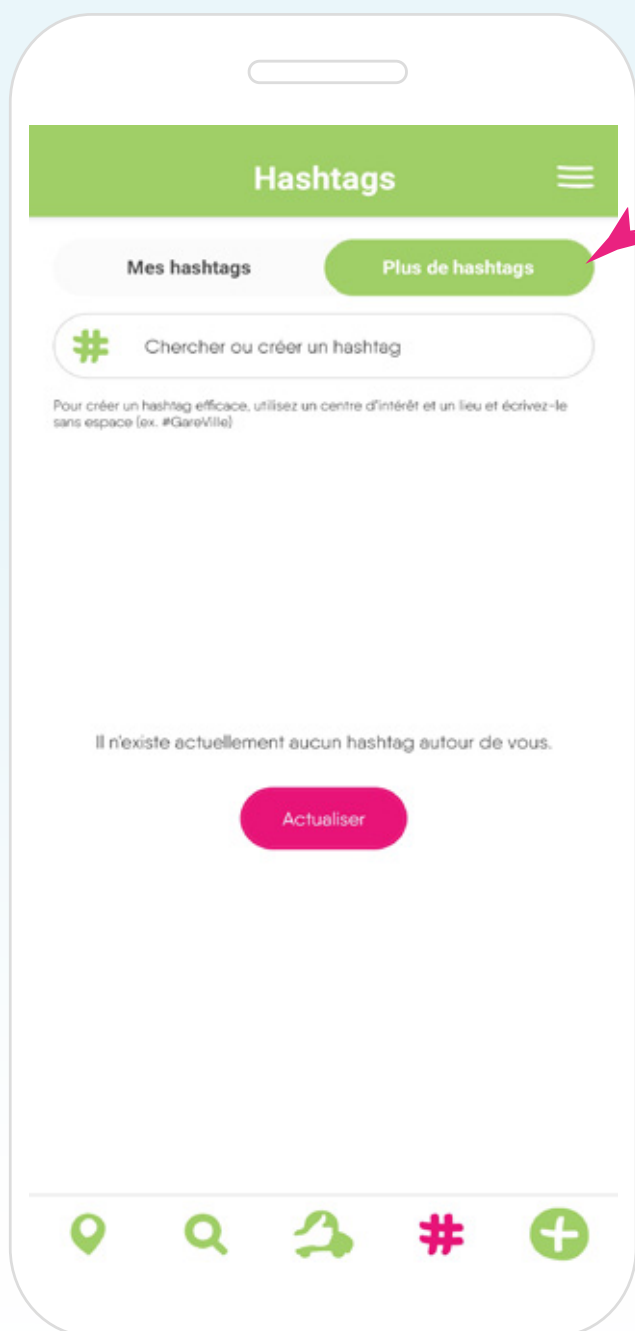 Hashtags
Mes hashtags
Plus de hashtags
Chercher ou créer un hashtag
Pour créer un hashtag efficace, utilisez un centre d'intérêt et un lieu et écrivez-le
sans espace (ex. #GareVille)
Il n'existe actuellement aucun hashtag autour de vous.
Actualiser